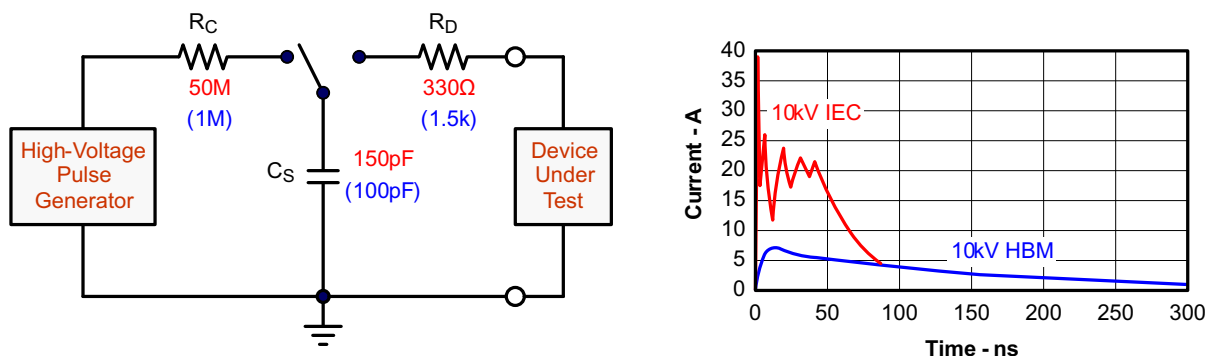 R_C
50M
(1M)
R_D
330Ω
(1.5k)
High-Voltage
Pulse
Generator
C_S
150pF
(100pF)
Device
Under
Test
Current - A
40
35
30
25
20
15
10
5
0
10kV IEC
10kV HBM
0
50
100
150
200
250
300
Time - ns